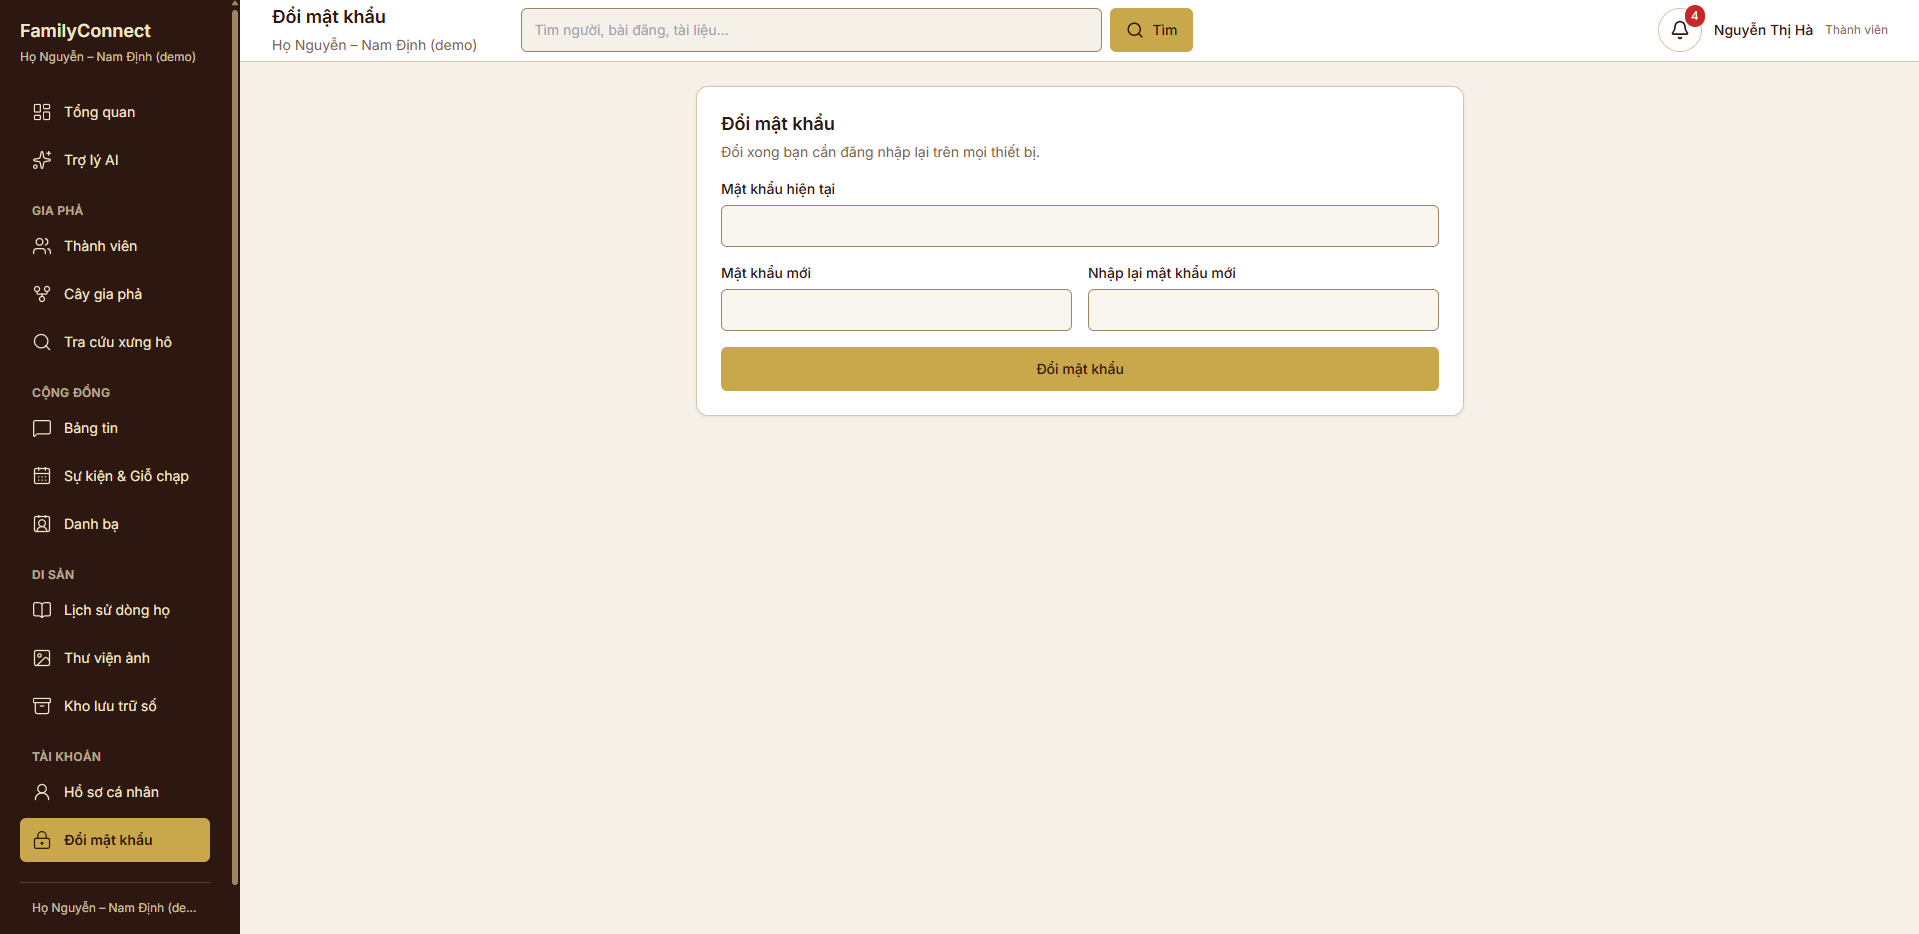 FamilyConnect
Họ Nguyễn – Nam Định (demo)
Tổng quan
Trợ lý AI
GIA PHẢ
Thành viên
Cây gia phả
Tra cứu xưng hô
CỘNG ĐỒNG
Bảng tin
Sự kiện & Giỗ chạp
Danh bạ
DI SẢN
Lịch sử dòng họ
Thư viện ảnh
Kho lưu trữ số
TÀI KHOẢN
Hồ sơ cá nhân
Đổi mật khẩu
Họ Nguyễn – Nam Định (de...
Đổi mật khẩu
Họ Nguyễn – Nam Định (demo)
Tìm người, bài đăng, tài liệu...
Tìm
4
Nguyễn Thị Hà
Thành viên
Đổi mật khẩu
Đổi xong bạn cần đăng nhập lại trên mọi thiết bị.
Mật khẩu hiện tại
Mật khẩu mới
Nhập lại mật khẩu mới
Đổi mật khẩu